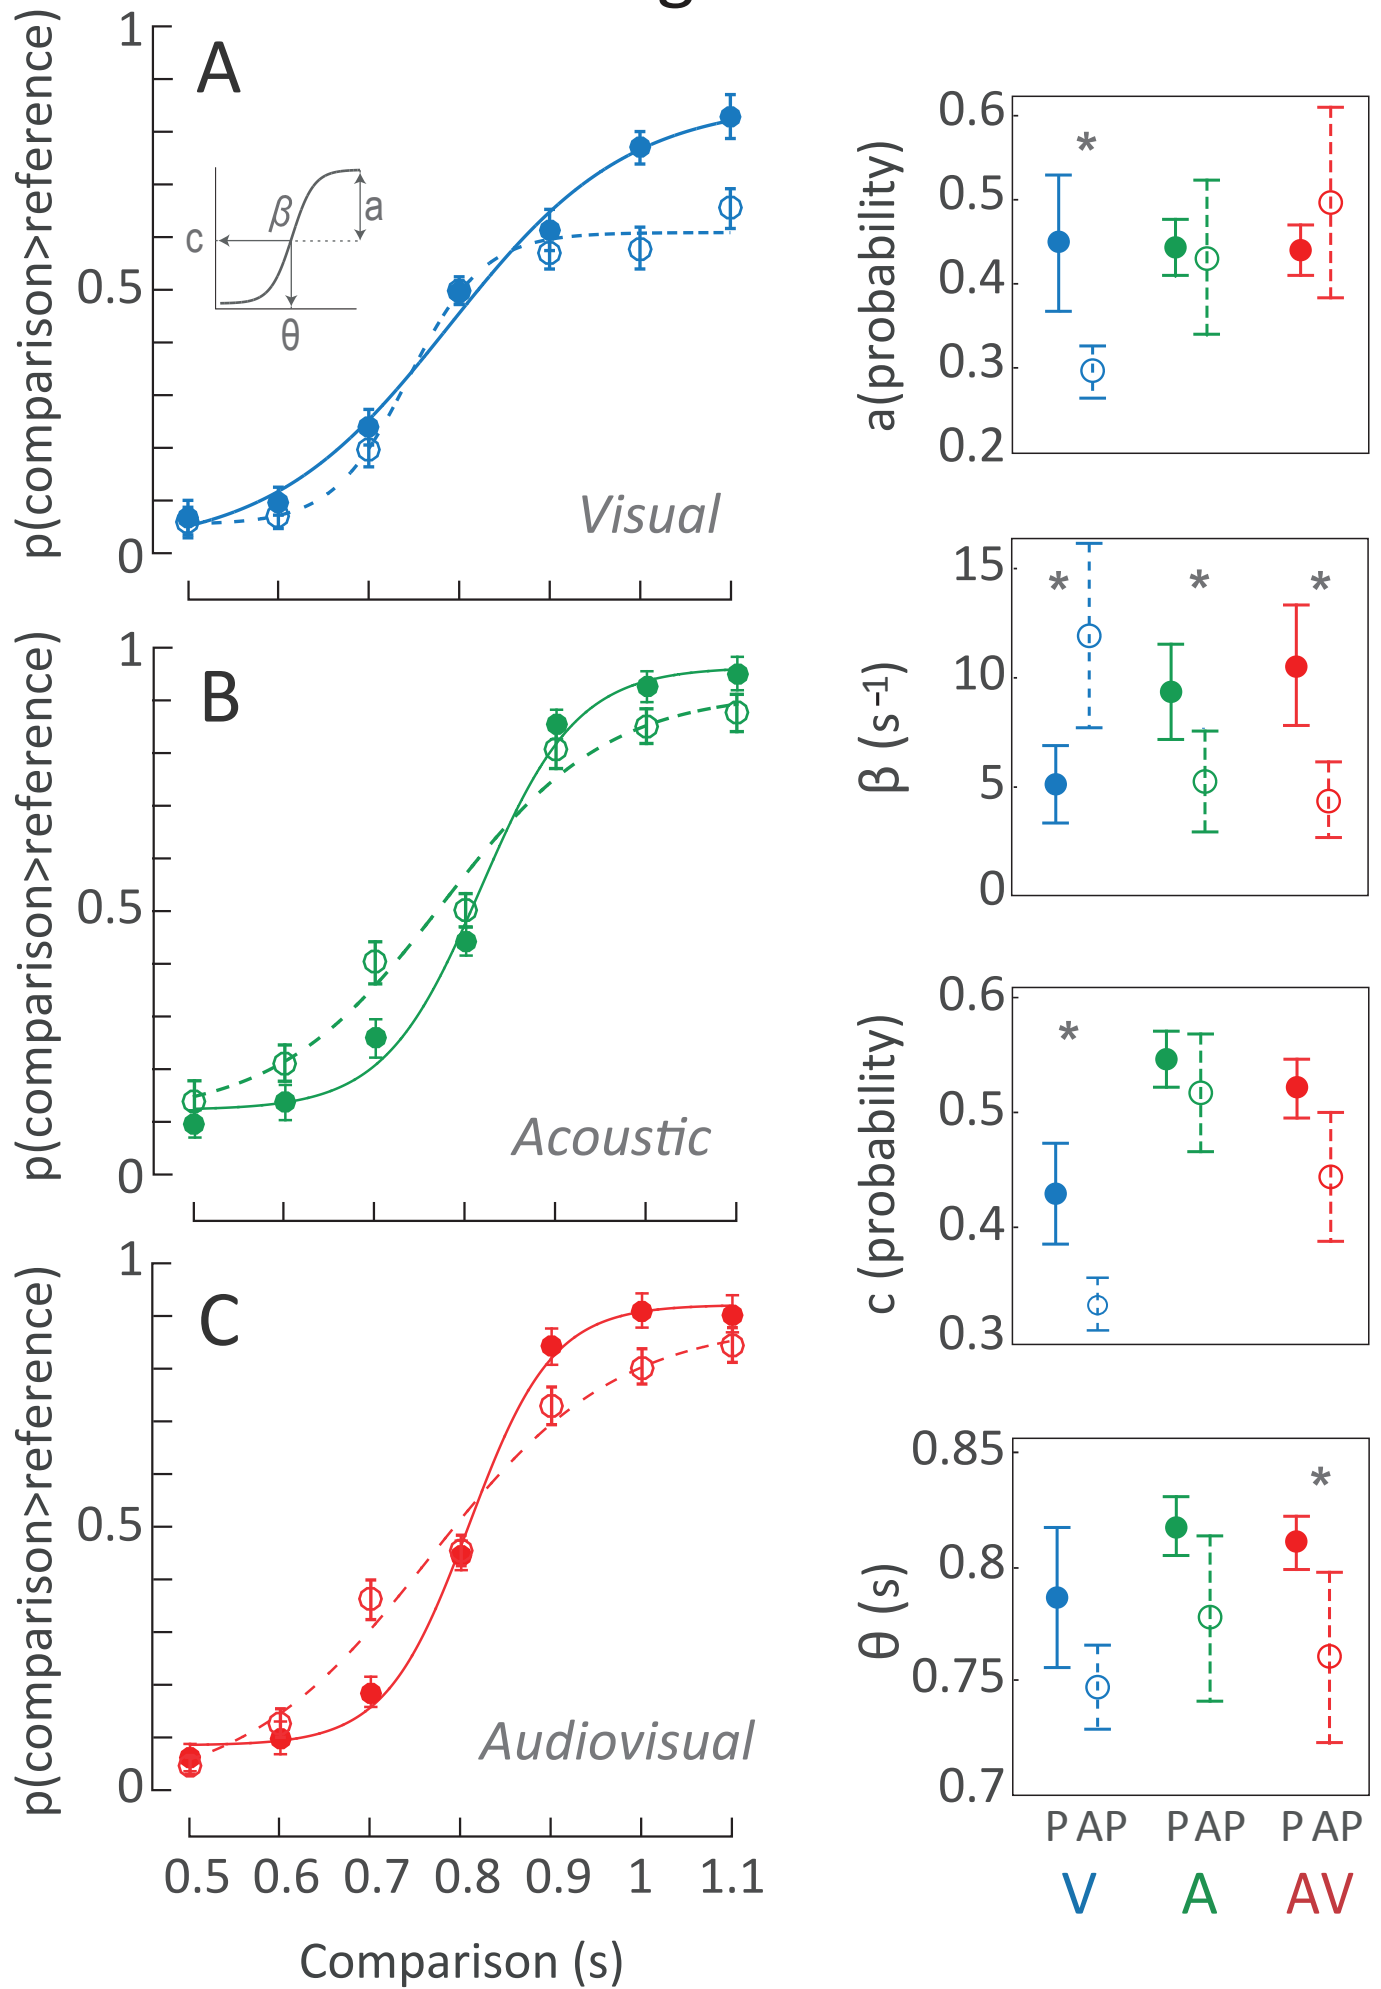 g
A
p(comparison>reference)
1
0.5
0
β
a
c
θ
Visual
B
p(comparison>reference)
1
0.5
0
Acoustic
C
p(comparison>reference)
1
0.5
0
Audiovisual
0.5 0.6 0.7 0.8 0.9 1 1.1
Comparison (s)
a(probability)
0.6
*
0.5
0.4
0.3
0.2
β (s⁻¹)
15
* * *
10
5
0
c (probability)
0.6
*
0.5
0.4
0.3
θ (s)
0.85
*
0.8
0.75
0.7
P AP P AP P AP
V A AV